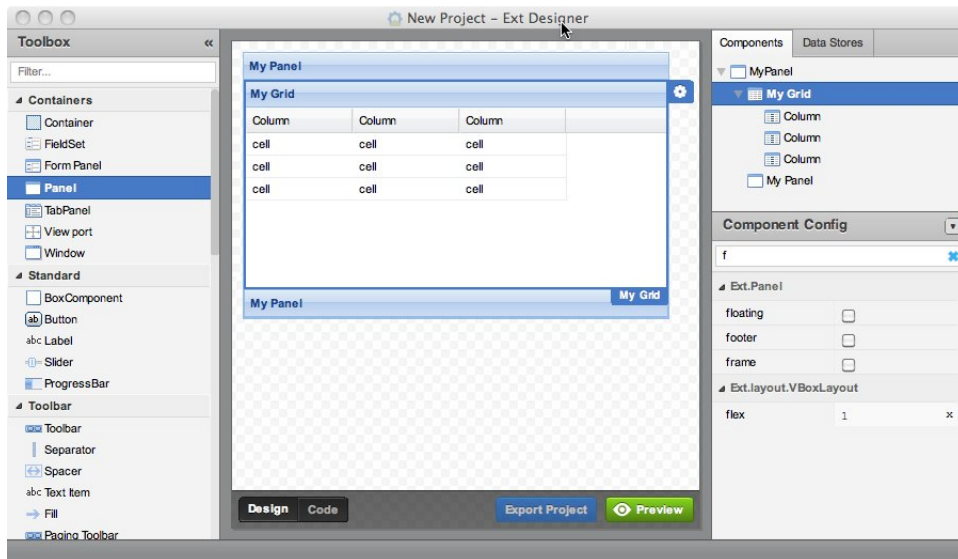 New Project – Ext Designer
Toolbox
«
Filter...
Containers
Container
FieldSet
Form Panel
Panel
TabPanel
View port
Window
Standard
BoxComponent
ab Button
abc Label
Slider
ProgressBar
Toolbar
Toolbar
Separator
Spacer
abc Text Item
Fill
Paging Toolbar
My Panel
My Grid
Column Column Column
cell cell cell
cell cell cell
cell cell cell
My Grid
My Panel
Design Code
Export Project
Preview
Components Data Stores
MyPanel
My Grid
Column
Column
Column
My Panel
Component Config
f
Ext.Panel
floating
footer
frame
Ext.layout.VBoxLayout
flex 1 x